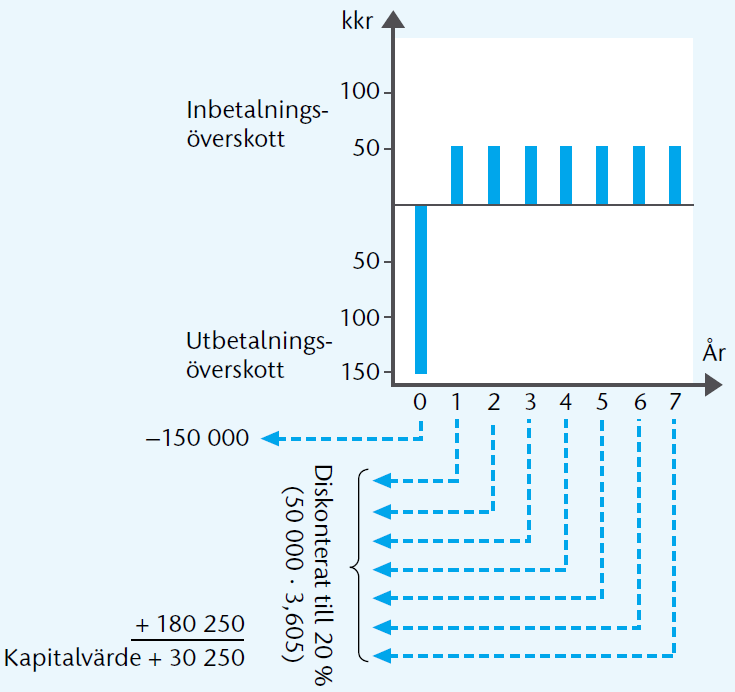 kkr
100
Inbetalnings-
överskott
50
50
100
Utbetalnings-
överskott
150
År
0 1 2 3 4 5 6 7
–150 000
Diskonterat till 20 %
(50 000 · 3,605)
+ 180 250
Kapitalvärde + 30 250